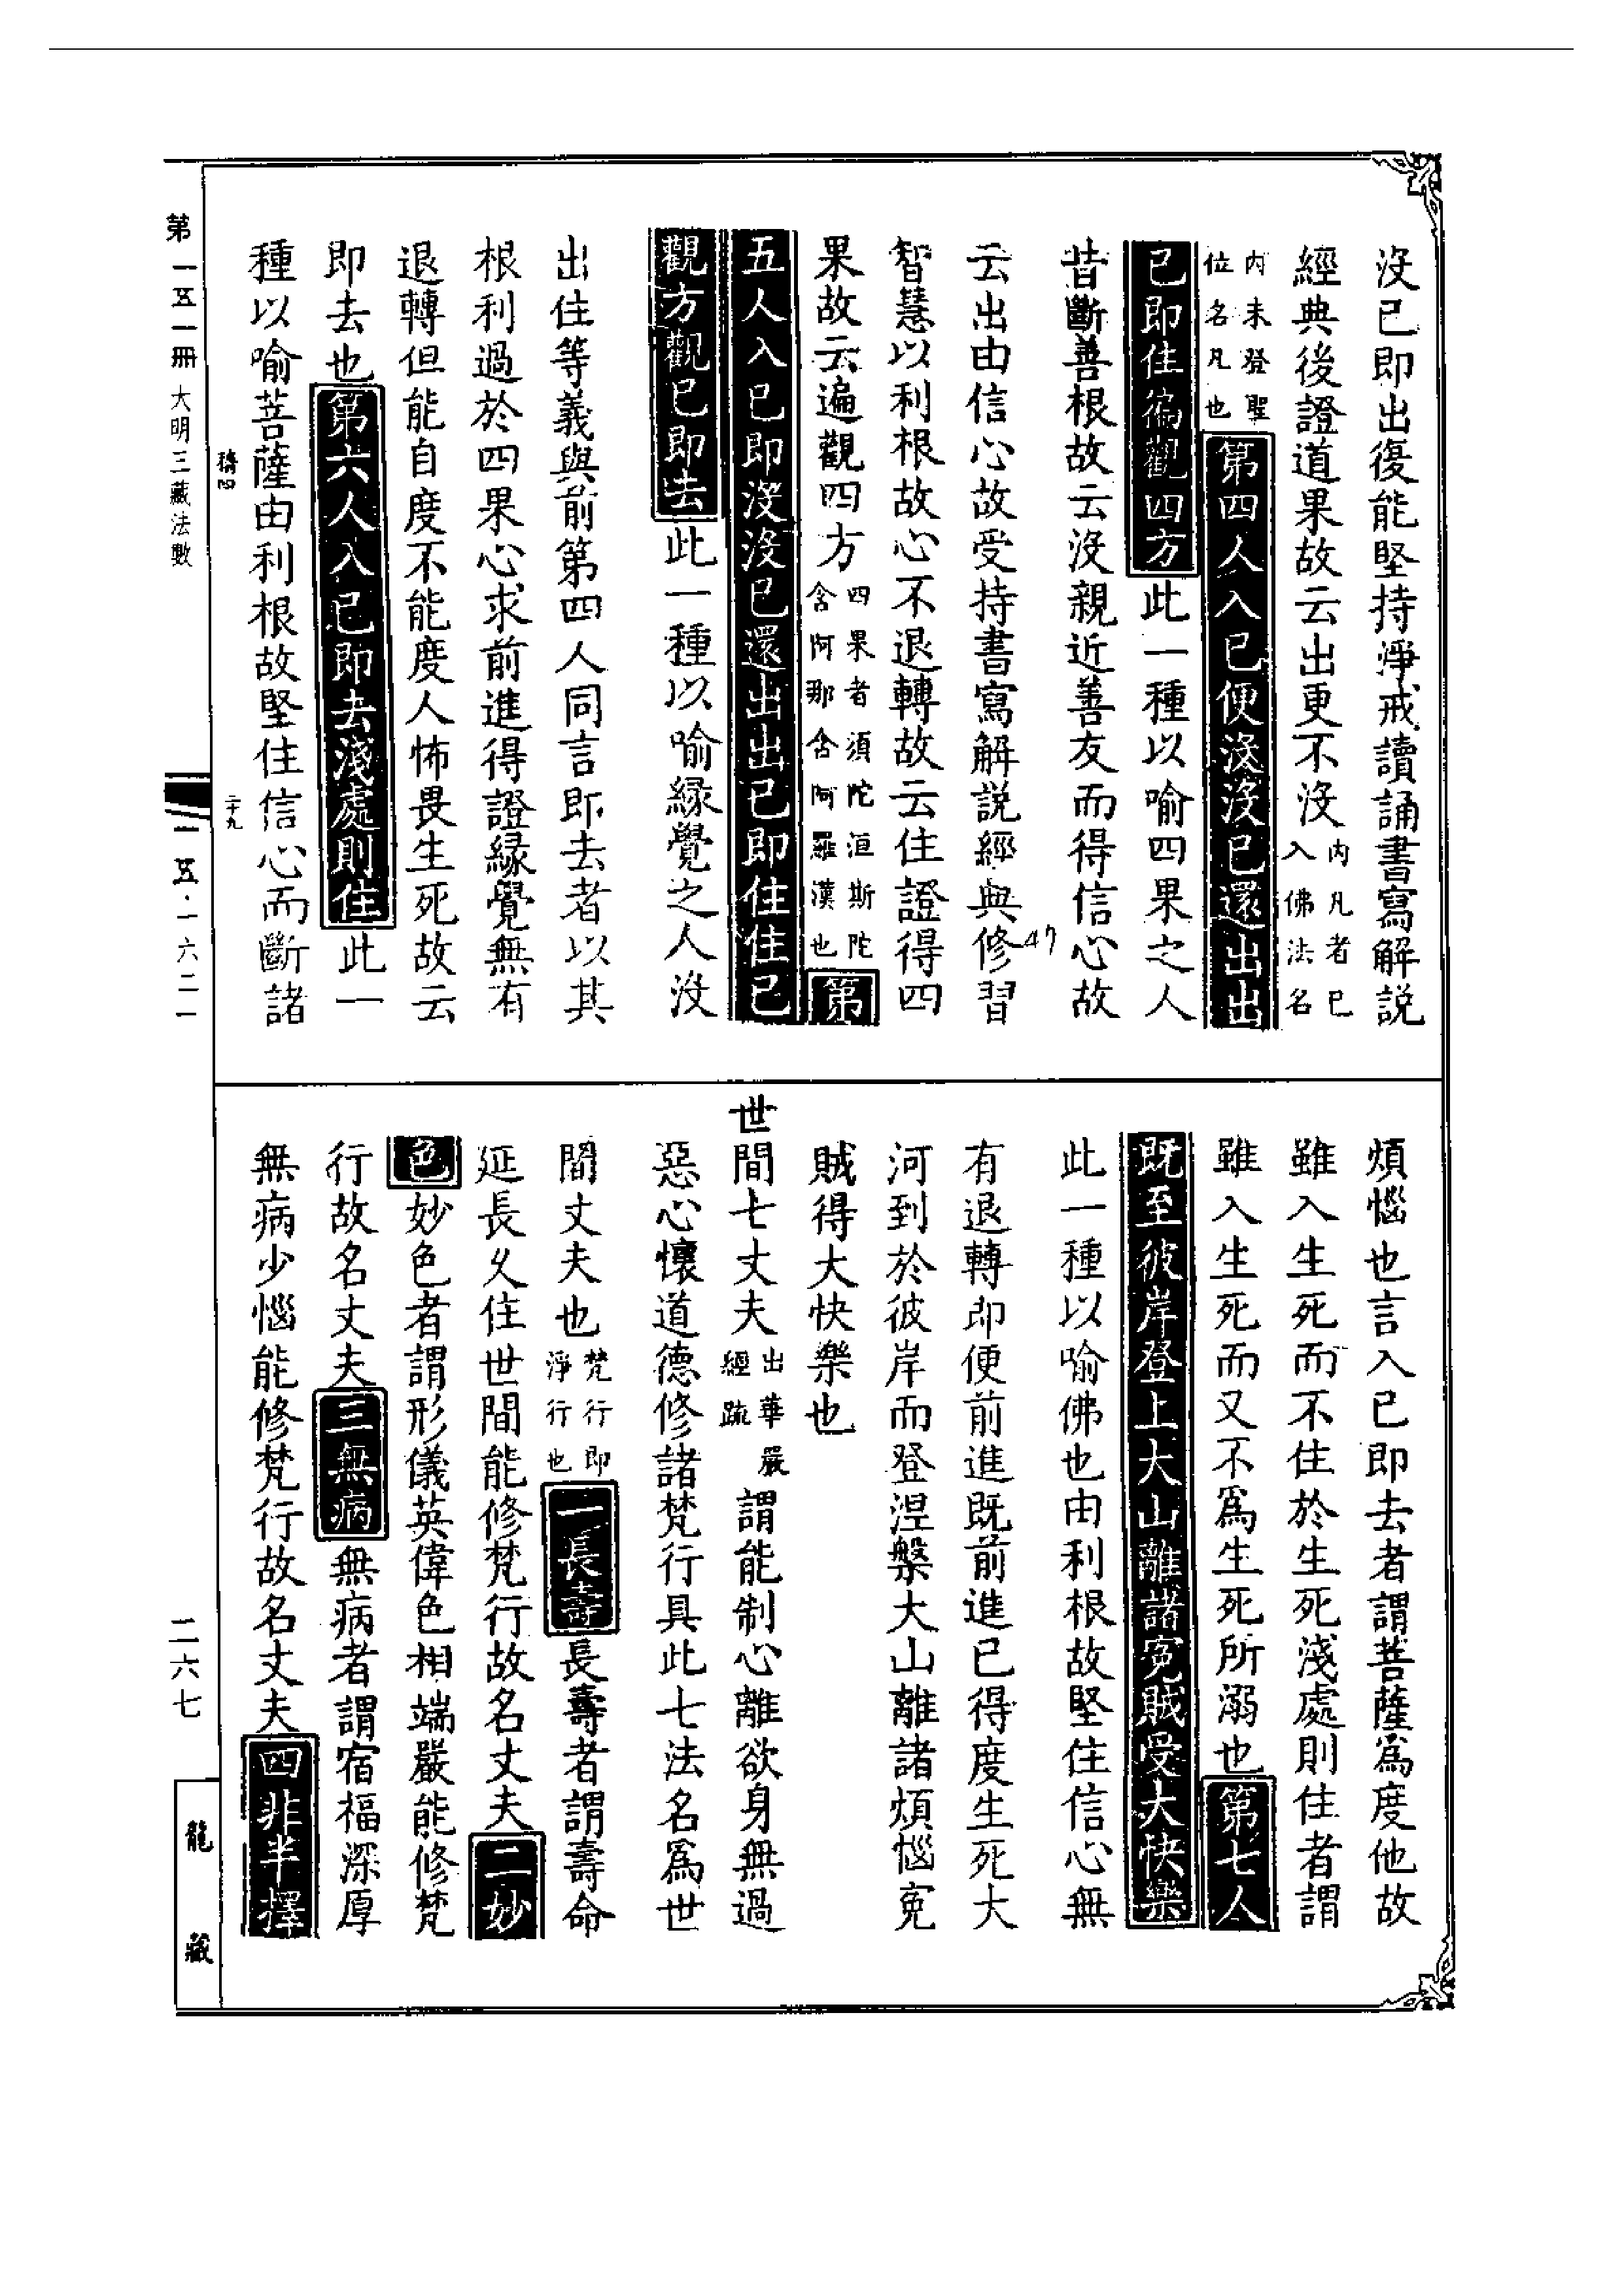 沒已即出復能堅持淨戒讀誦書寫解説
經典後證道果故云出更不沒內凡者已入佛法名
內未登聖位名凡也第四人入已便沒沒已還出出
已即住徧觀四方此一種以喻四果之人
昔斷善根故云沒親近善友而得信心故
云出由信心故受持書寫解説經典修習
47
智慧以利根故心不退轉故云住證得四
果故云遍觀四方四果者須陀洹斯陀含阿那含阿羅漢也第
五人入已即沒沒已還出出已即住住已
觀方觀已即去此一種以喻緣覺之人沒
出住等義與前第四人同言即去者以其
根利過於四果心求前進得證緣覺無有
退轉但能自度不能度人怖畏生死故云
即去也第六人入已即去淺處則住此一
種以喻菩薩由利根故堅住信心而斷諸
煩惱也言入已即去者謂菩薩爲度他故
雖入生死而不住於生死淺處則住者謂
雖入生死而又不爲生死所溺也第七人
既至彼岸登上大山離諸冤賊受大快樂
此一種以喻佛也由利根故堅住信心無
有退轉即便前進既前進已得度生死大
河到於彼岸而登涅槃大山離諸煩惱冤
賊得大快樂也
世間七丈夫出華嚴經疏謂能制心離欲身無過
惡心懷道德修諸梵行具此七法名爲世
間丈夫也梵行即淨行也一長壽長壽者謂壽命
延長久住世間能修梵行故名丈夫二妙
色妙色者謂形儀英偉色相端嚴能修梵
行故名丈夫三無病無病者謂宿福深厚
無病少惱能修梵行故名丈夫四非半擇
第一五一冊 大明三藏法數
二十九
一五·一六二一
二六七
龍藏